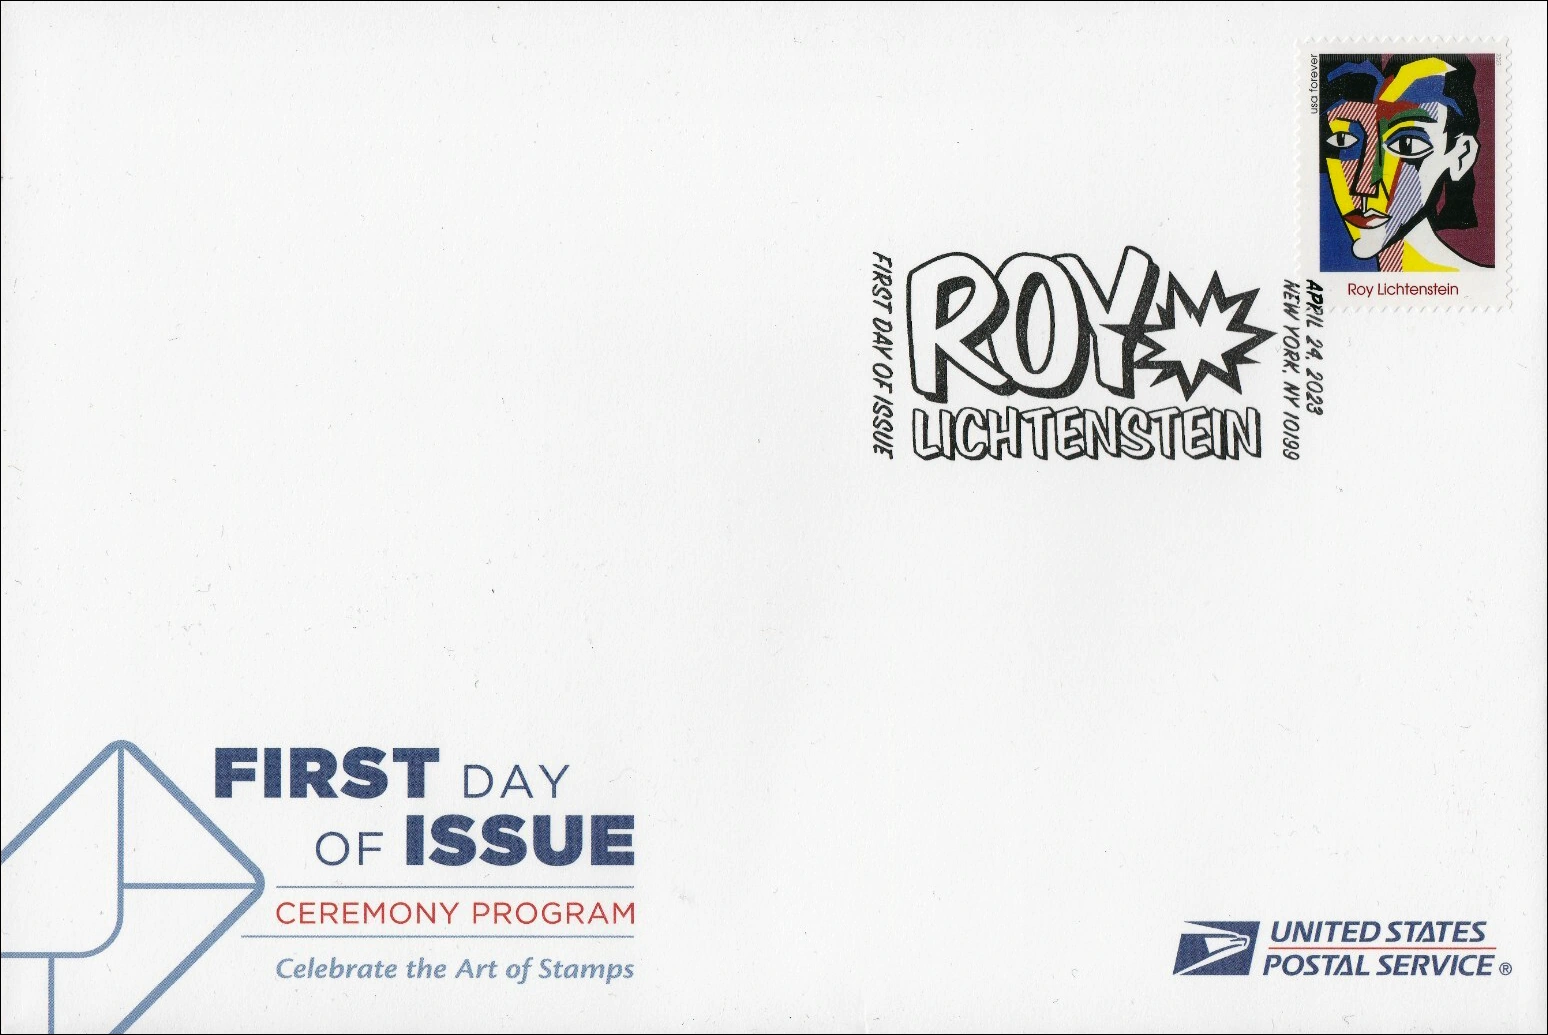 usa forever
2023
Roy Lichtenstein
FIRST DAY OF ISSUE
ROY
LICHTENSTEIN
APRIL 24, 2023
NEW YORK, NY 10199
FIRST DAY
OF ISSUE
CEREMONY PROGRAM
Celebrate the Art of Stamps
UNITED STATES
POSTAL SERVICE®